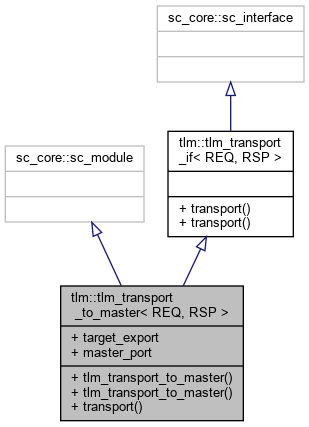 sc_core::sc_interface
tlm::tlm_transport
_if< REQ, RSP >
+ transport()
+ transport()
sc_core::sc_module
tlm::tlm_transport
_to_master< REQ, RSP >
+ target_export
+ master_port
+ tlm_transport_to_master()
+ tlm_transport_to_master()
+ transport()